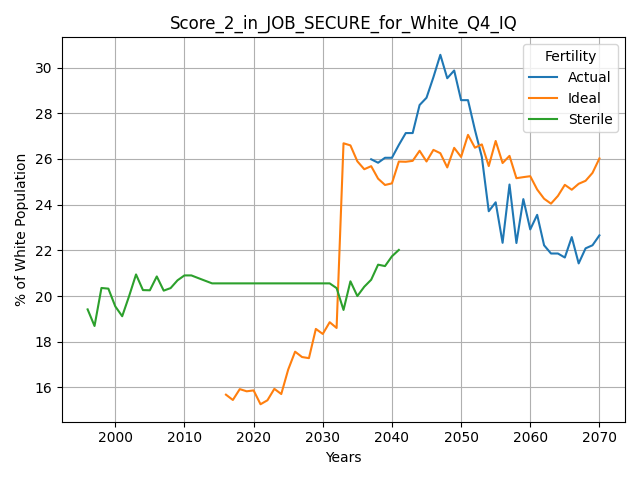 Score_2_in_JOB_SECURE_for_White_Q4_IQ
% of White Population
30
28
26
24
22
20
18
16
Fertility
Actual
Ideal
Sterile
2000 2010 2020 2030 2040 2050 2060 2070
Years